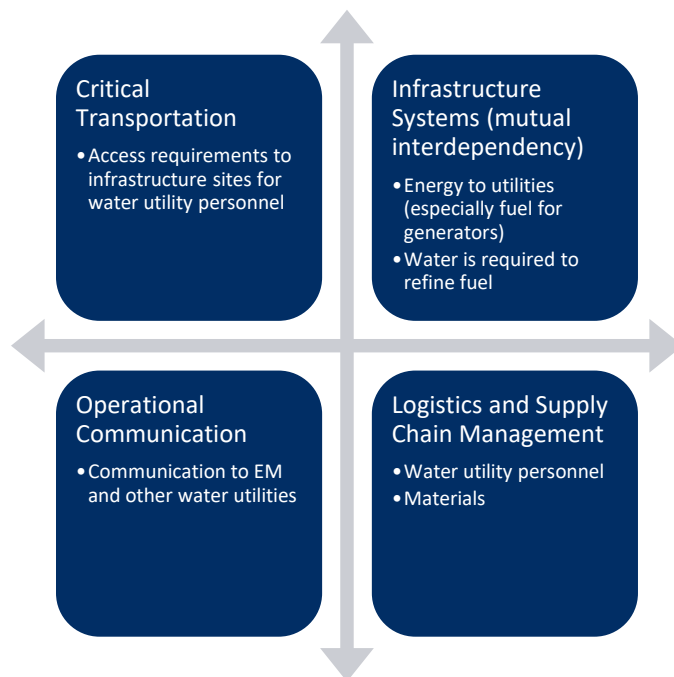 Critical
Transportation
•Access requirements to
infrastructure sites for
water utility personnel
Infrastructure
Systems (mutual
interdependency)
•Energy to utilities
(especially fuel for
generators)
•Water is required to
refine fuel
Operational
Communication
•Communication to EM
and other water utilities
Logistics and Supply
Chain Management
•Water utility personnel
•Materials